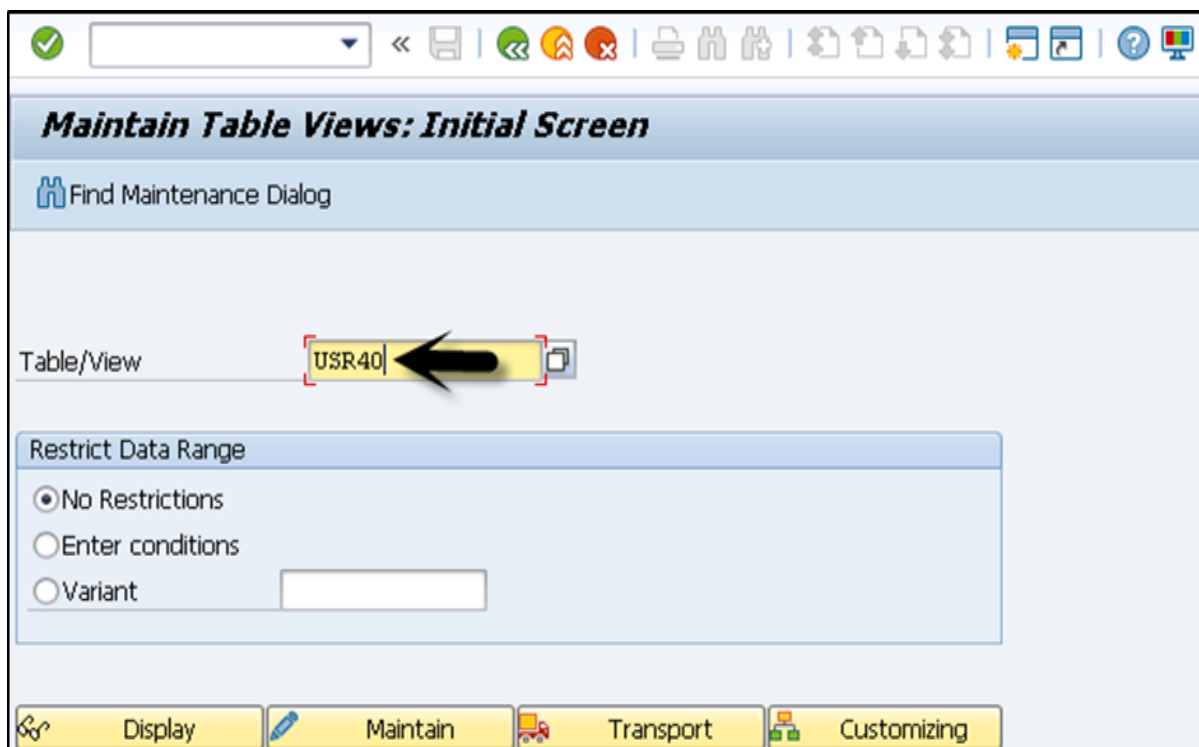 Maintain Table Views: Initial Screen
Find Maintenance Dialog
Table/View USR40
Restrict Data Range
No Restrictions
Enter conditions
Variant
Display Maintain Transport Customizing